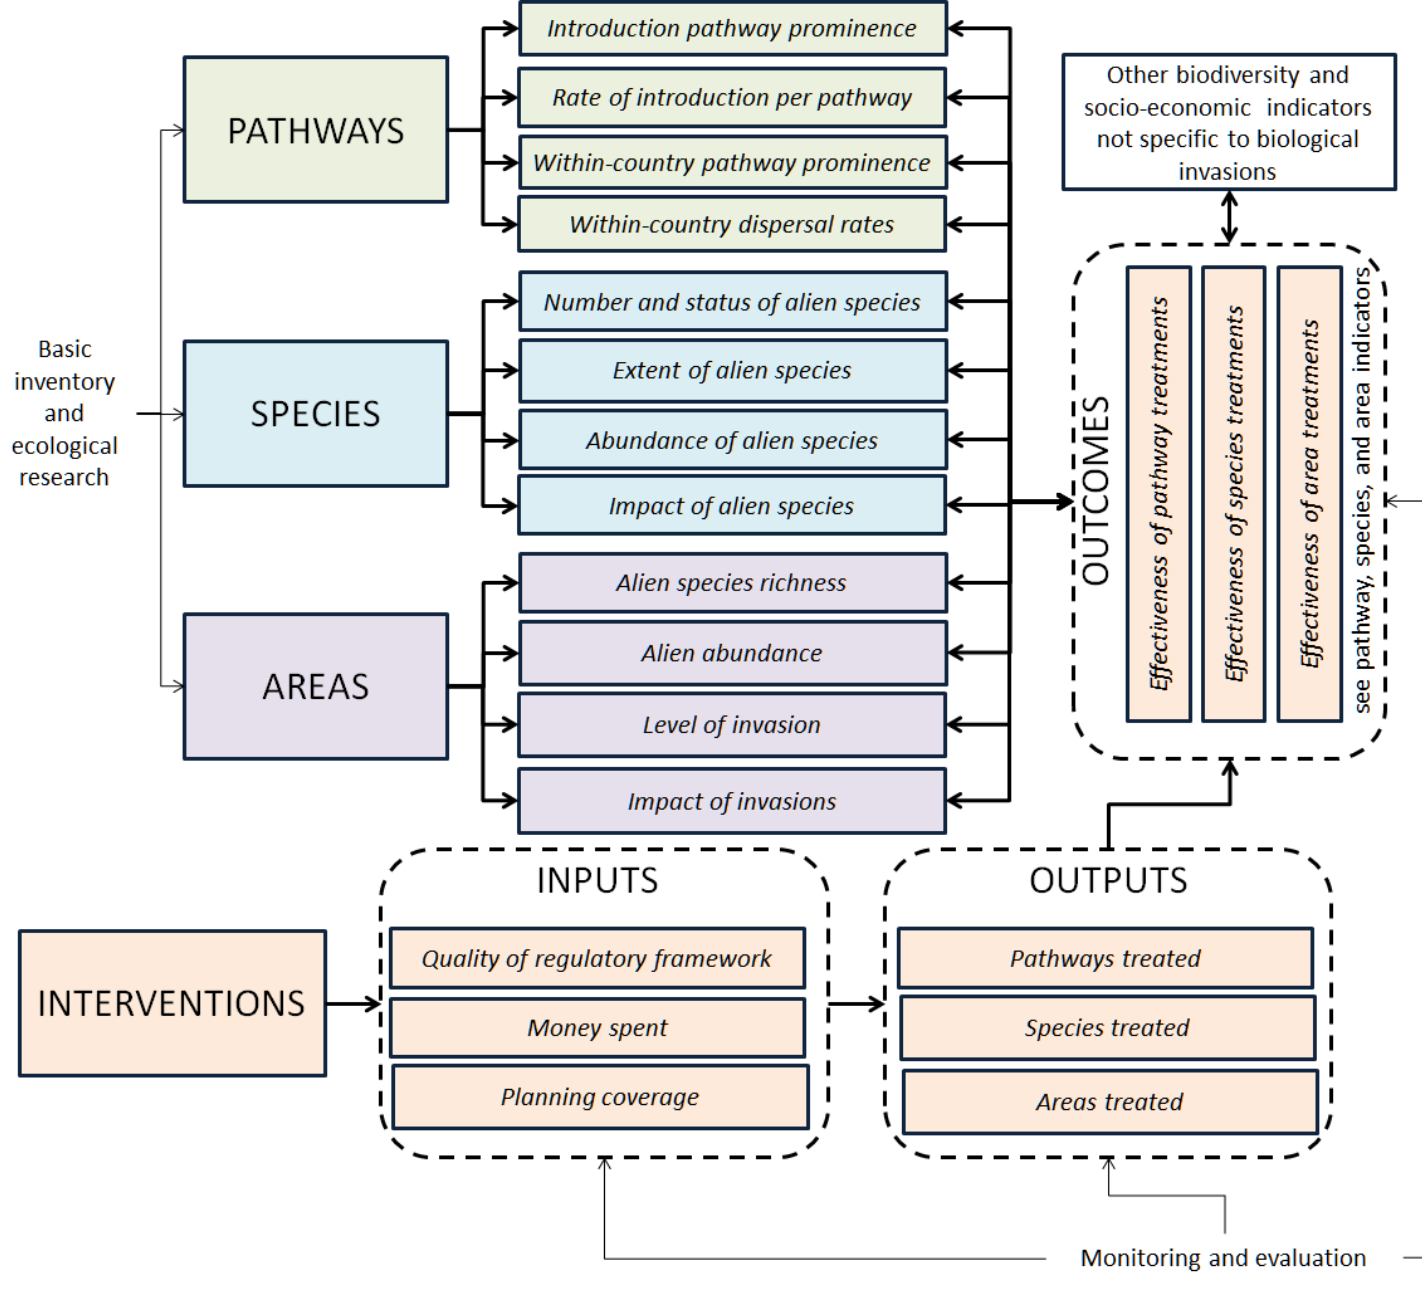 Basic
inventory
and
ecological
research
PATHWAYS
Introduction pathway prominence
Rate of introduction per pathway
Within-country pathway prominence
Within-country dispersal rates
SPECIES
Number and status of alien species
Extent of alien species
Abundance of alien species
Impact of alien species
AREAS
Alien species richness
Alien abundance
Level of invasion
Impact of invasions
Other biodiversity and
socio-economic indicators
not specific to biological
invasions
OUTCOMES
Effectiveness of pathway treatments
Effectiveness of species treatments
Effectiveness of area treatments
see pathway, species, and area indicators
INTERVENTIONS
INPUTS
Quality of regulatory framework
Money spent
Planning coverage
OUTPUTS
Pathways treated
Species treated
Areas treated
Monitoring and evaluation